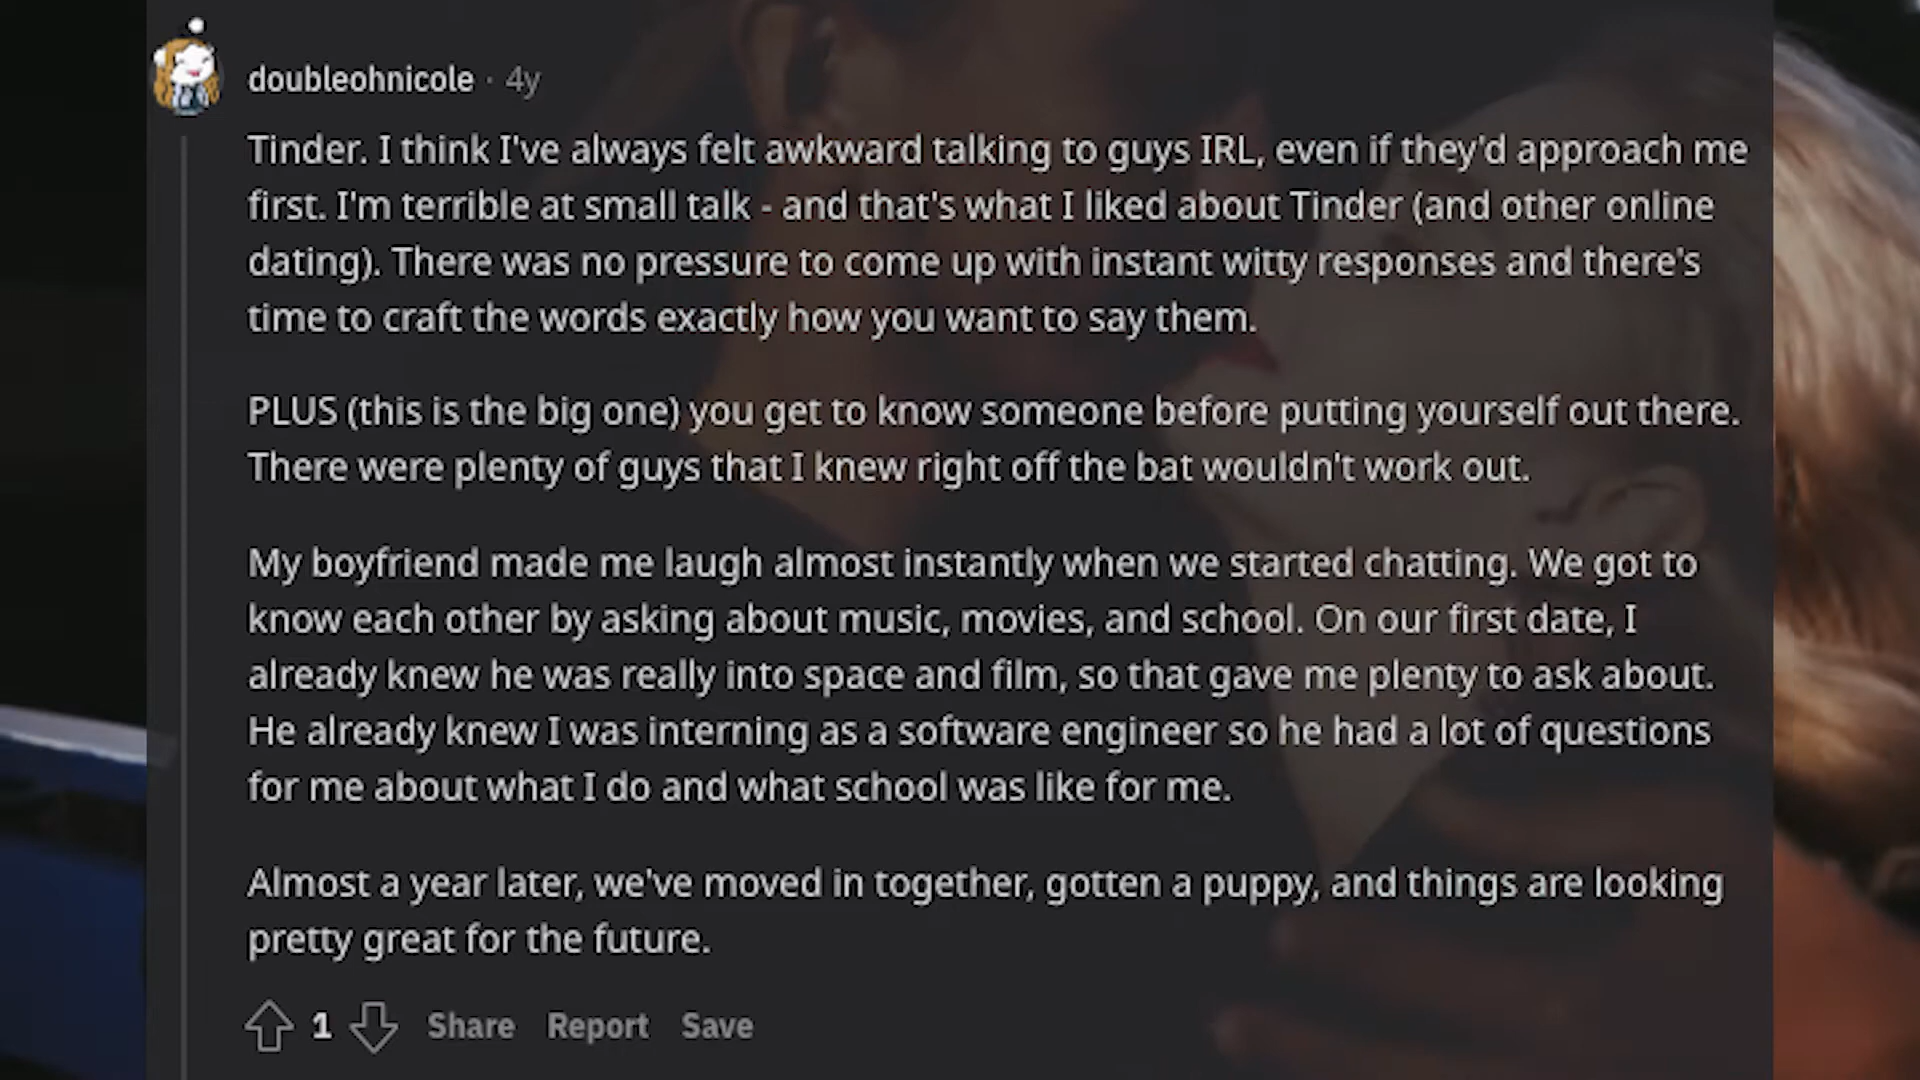 doubleohnicole · 4y
Tinder. I think I've always felt awkward talking to guys IRL, even if they'd approach me
first. I'm terrible at small talk - and that's what I liked about Tinder (and other online
dating). There was no pressure to come up with instant witty responses and there's
time to craft the words exactly how you want to say them.
PLUS (this is the big one) you get to know someone before putting yourself out there.
There were plenty of guys that I knew right off the bat wouldn't work out.
My boyfriend made me laugh almost instantly when we started chatting. We got to
know each other by asking about music, movies, and school. On our first date, I
already knew he was really into space and film, so that gave me plenty to ask about.
He already knew I was interning as a software engineer so he had a lot of questions
for me about what I do and what school was like for me.
Almost a year later, we've moved in together, gotten a puppy, and things are looking
pretty great for the future.
1 Share Report Save